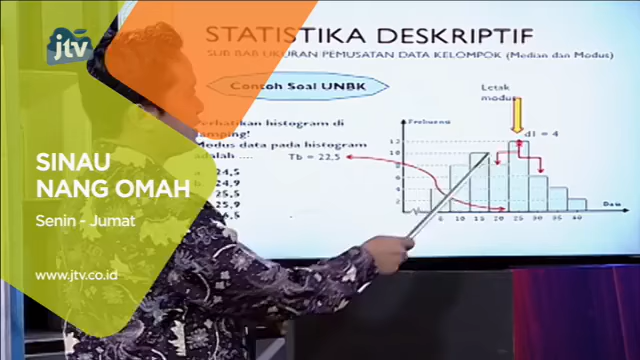 jtv
STATISTIKA DESKRIPTIF
SUB BAB UKURAN PEMUSATAN DATA KELOMPOK (Median dan Modus)
Contoh Soal UNBK
Letak
modus
Perhatikan histogram di
samping!
Modus data pada histogram
adalah ....
Tb = 22,5
Frekuensi
d1 = 4
12
10
8
6
4
2
5 10 15 20 25 30 35 40 Data
24,5
24,9
25,5
25,9
26,5
SINAU
NANG OMAH
Senin - Jumat
www.jtv.co.id